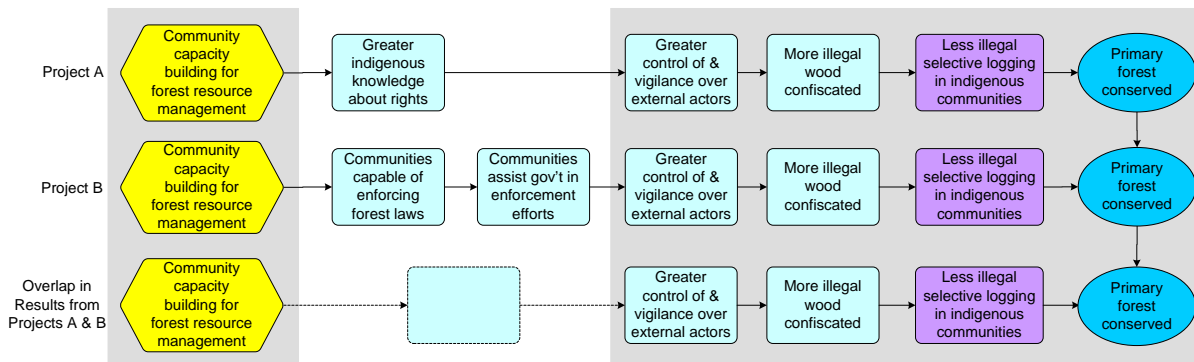 Project A
Community
capacity
building for
forest resource
management
Greater
indigenous
knowledge
about rights
Greater
control of &
vigilance over
external actors
More illegal
wood
confiscated
Less illegal
selective logging
in indigenous
communities
Primary
forest
conserved
Project B
Community
capacity
building for
forest resource
management
Communities
capable of
enforcing
forest laws
Communities
assist gov't in
enforcement
efforts
Greater
control of &
vigilance over
external actors
More illegal
wood
confiscated
Less illegal
selective logging
in indigenous
communities
Primary
forest
conserved
Overlap in
Results from
Projects A & B
Community
capacity
building for
forest resource
management
Greater
control of &
vigilance over
external actors
More illegal
wood
confiscated
Less illegal
selective logging
in indigenous
communities
Primary
forest
conserved